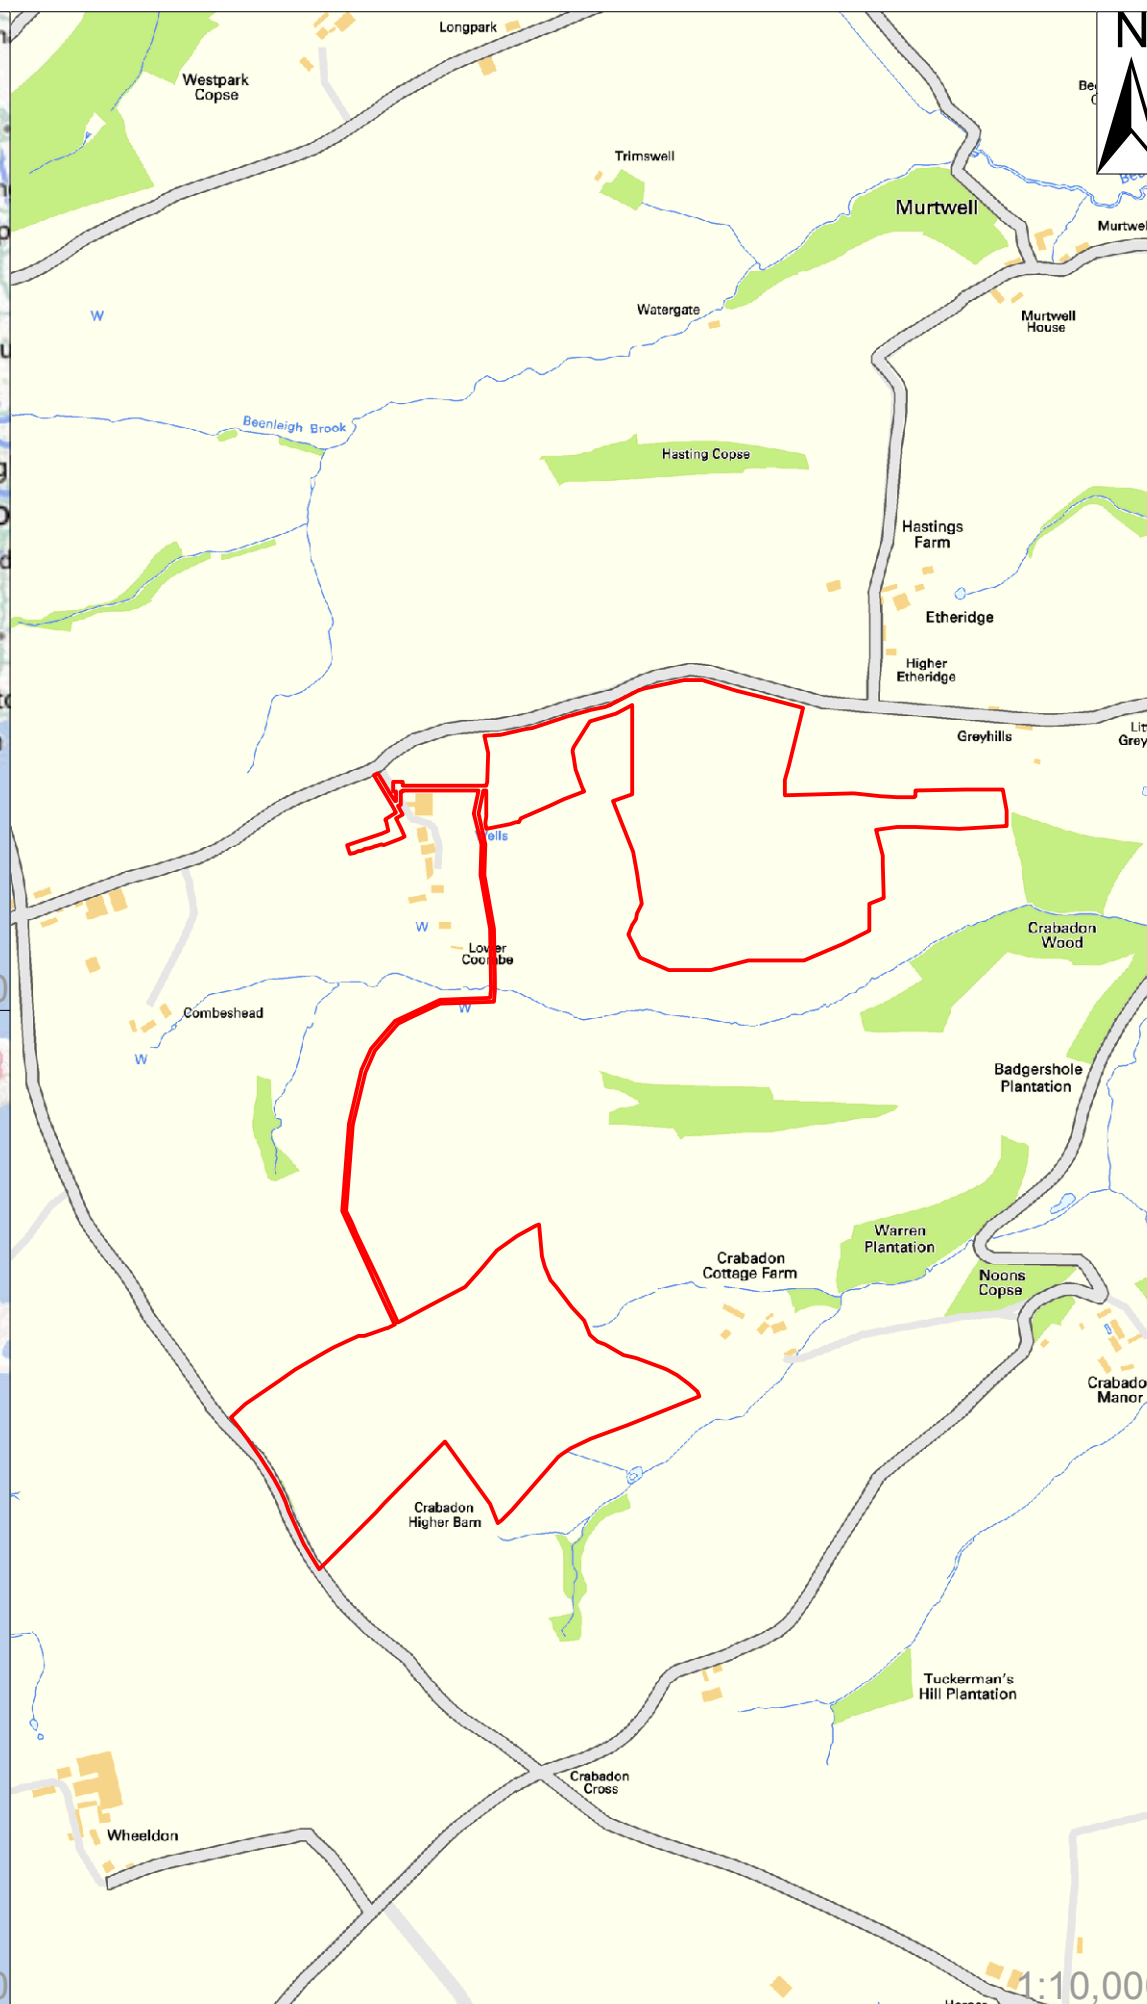 Longpark
N
Westpark
Copse
Trimswell
Murtwell
Watergate
W
Murtwell
House
Beenleigh Brook
Hasting Copse
Hastings
Farm
Etheridge
Higher
Etheridge
Greyhills
W
Lower
Coombe
Crabadon
Wood
W
Combeshead
W
Badgershole
Plantation
Warren
Plantation
Crabadon
Cottage Farm
Noons
Copse
Crabado
Manor
Crabadon
Higher Barn
Tuckerman's
Hill Plantation
Crabadon
Cross
Wheeldon